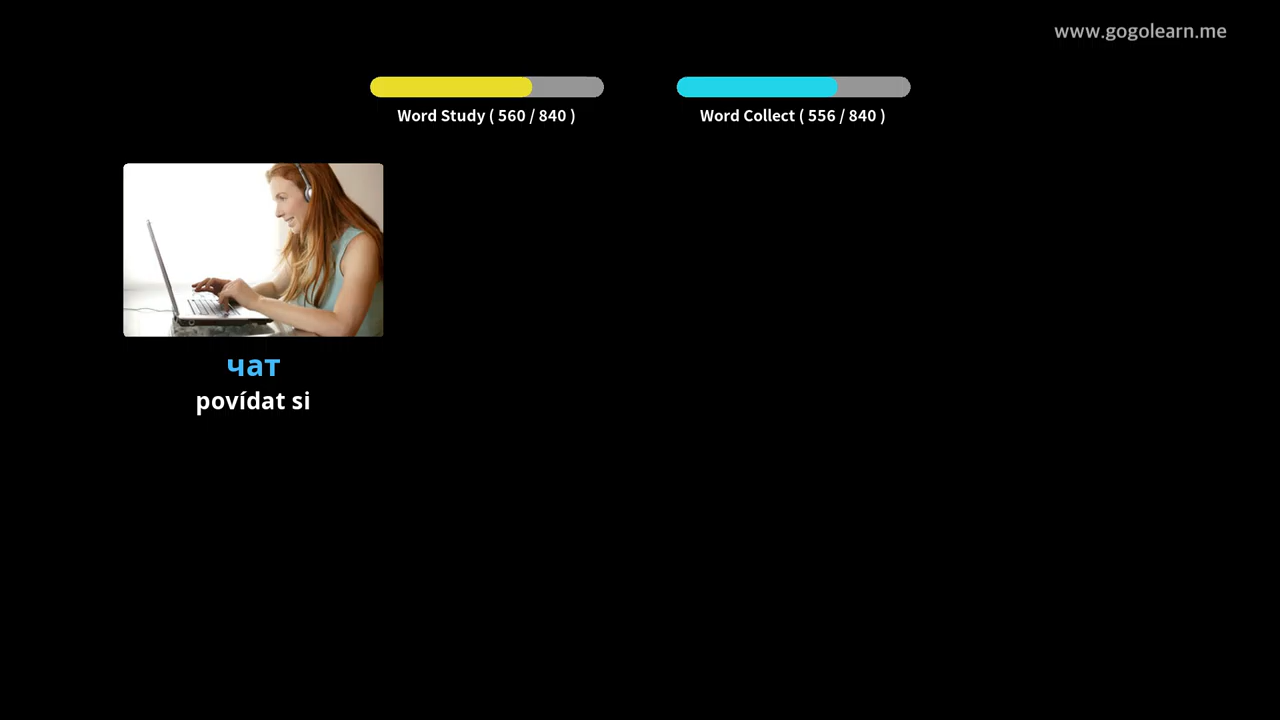 www.gogolearn.me
Word Study ( 560 / 840 )
Word Collect ( 556 / 840 )
чат
povídat si